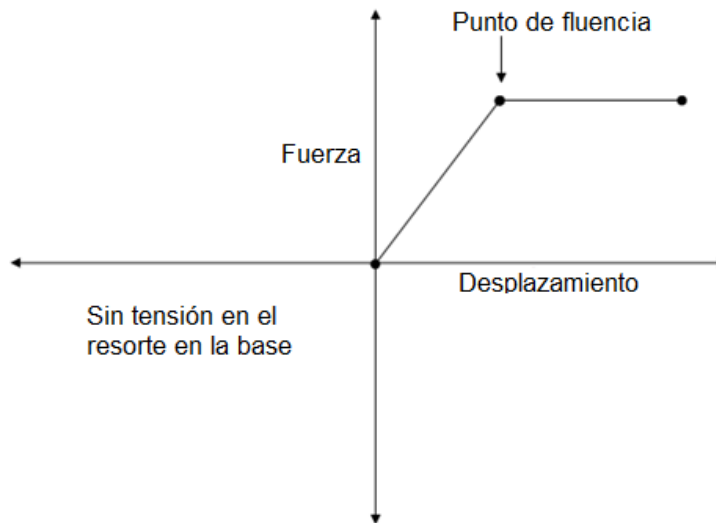 Punto de fluencia
Fuerza
Desplazamiento
Sin tensión en el
resorte en la base